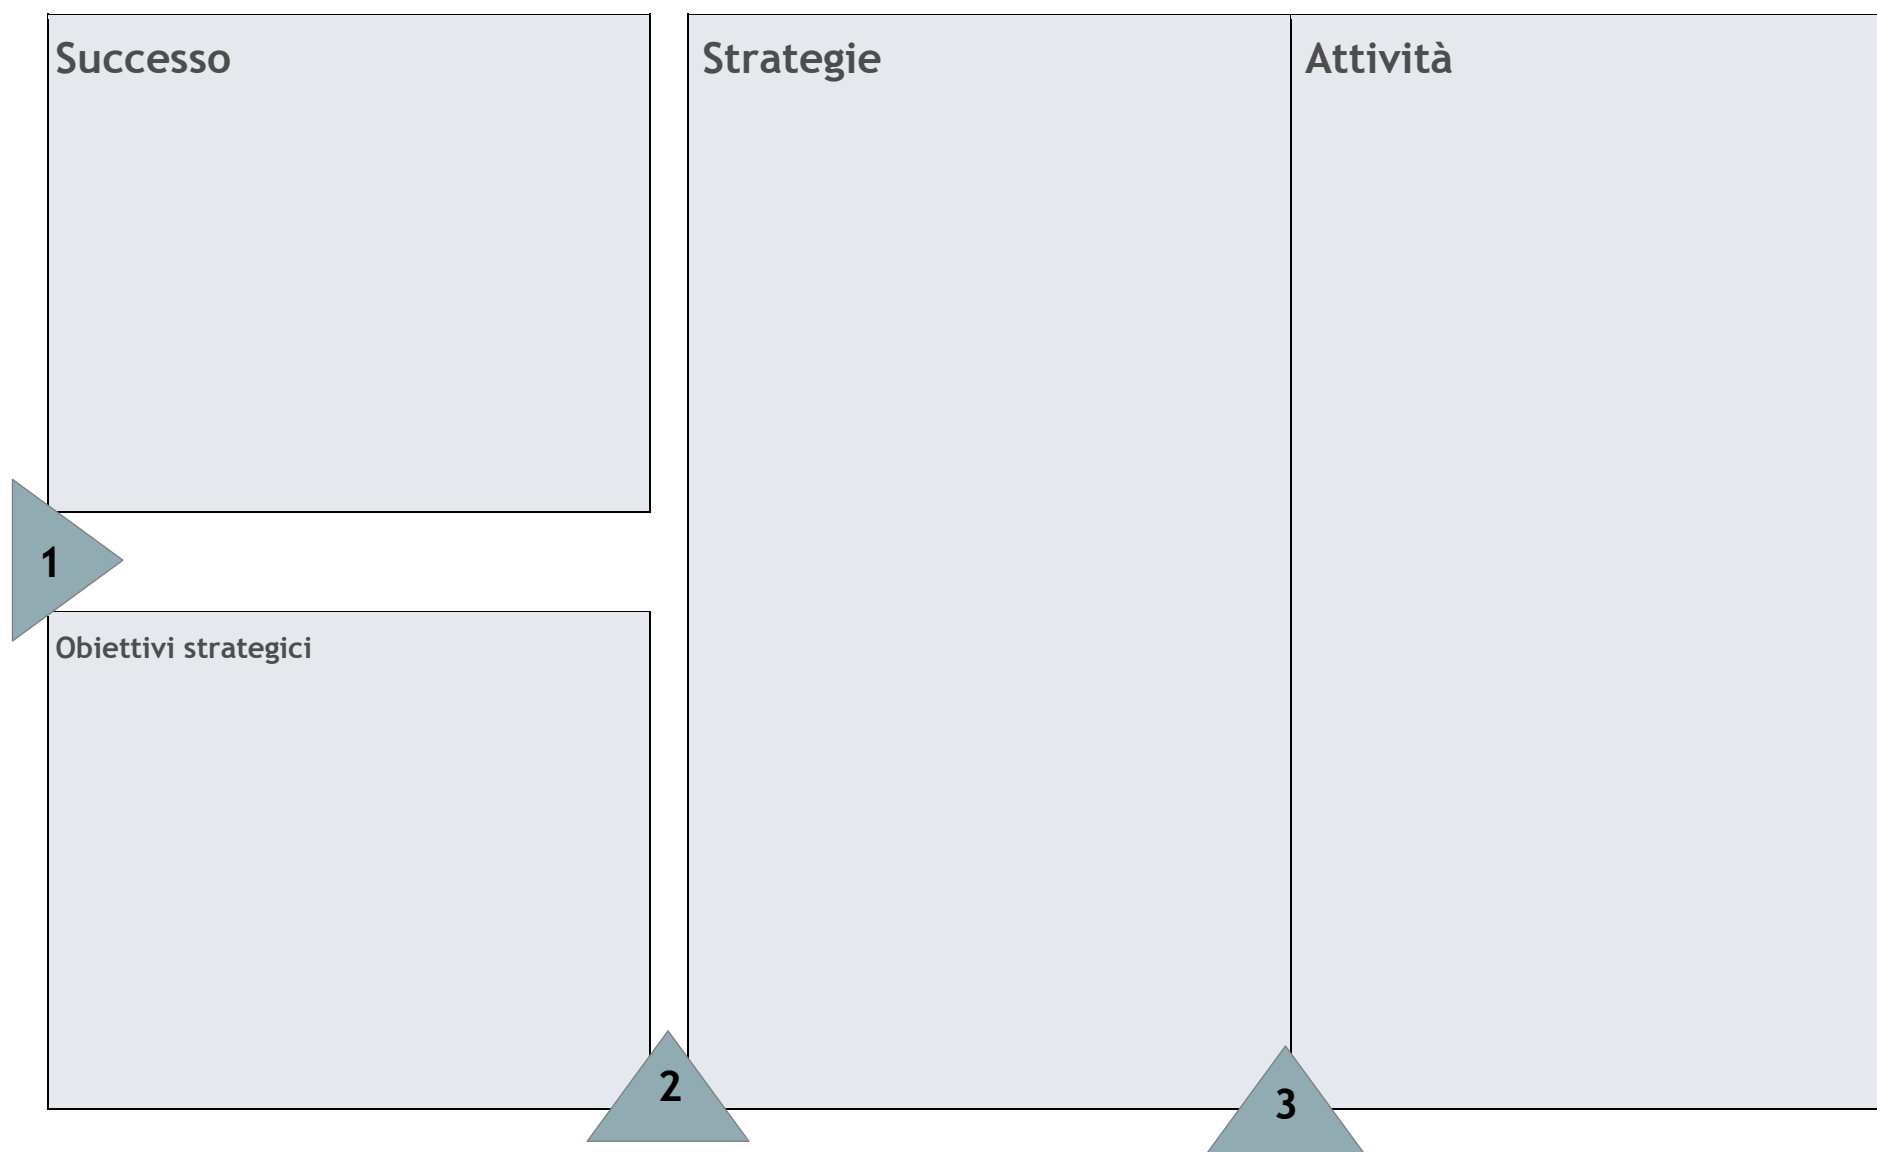 Successo
Strategie
Attività
1
Obiettivi strategici
2
3